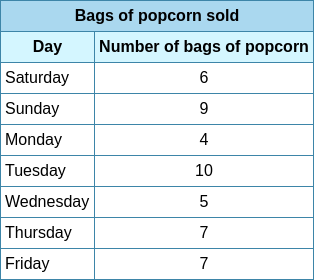 Bags of popcorn sold
Day Number of bags of popcorn
Saturday 6
Sunday 9
Monday 4
Tuesday 10
Wednesday 5
Thursday 7
Friday 7